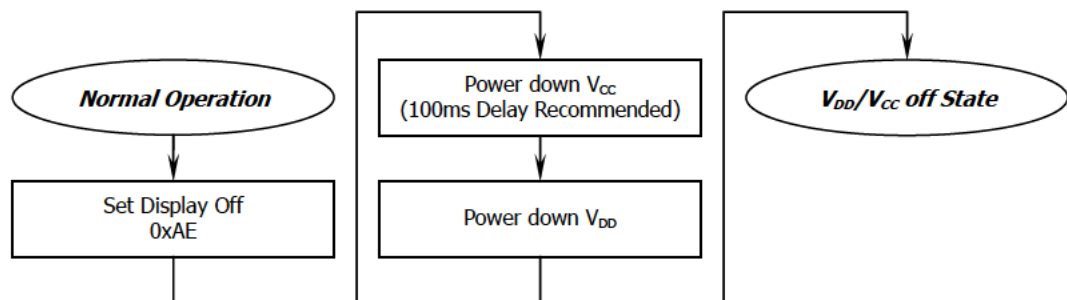 Normal Operation
Set Display Off
0xAE
Power down V_CC
(100ms Delay Recommended)
Power down V_DD
V_DD/V_CC off State